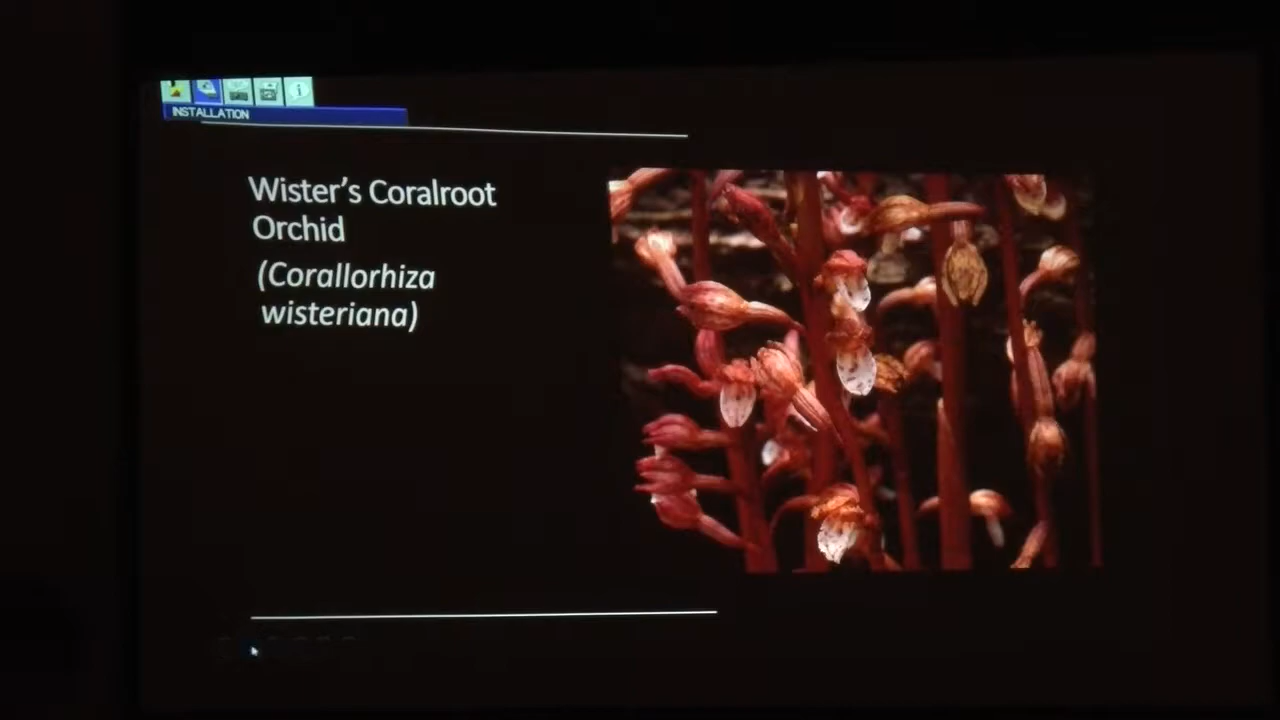 INSTALLATION
Wister's Coralroot
Orchid
(Corallorhiza
wisteriana)